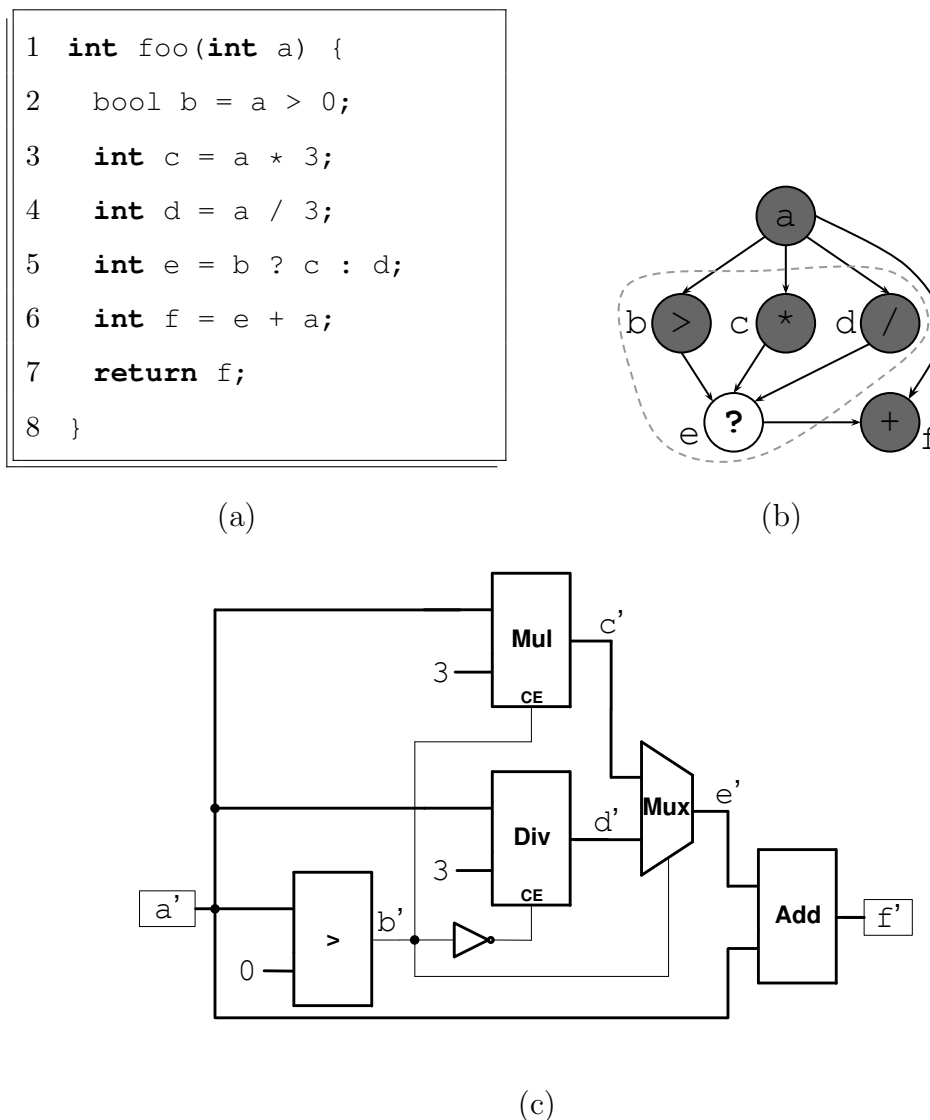 1 int foo(int a) {
2 bool b = a > 0;
3 int c = a * 3;
4 int d = a / 3;
5 int e = b ? c : d;
6 int f = e + a;
7 return f;
8 }
(a)
a
b > c * d /
e ? + f
(b)
Mul
3
CE
c'
Div
3
CE
d'
Mux
e'
a'
>
0
b'
Add
f'
(c)